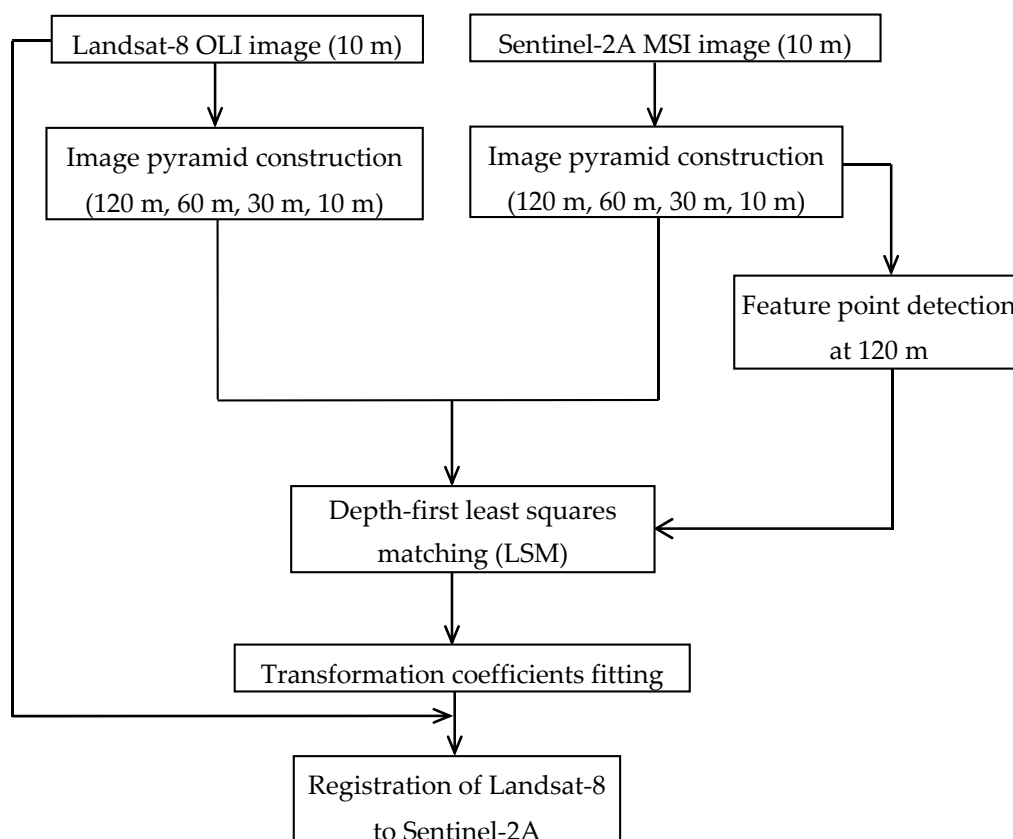 Landsat-8 OLI image (10 m)
Sentinel-2A MSI image (10 m)
Image pyramid construction
(120 m, 60 m, 30 m, 10 m)
Image pyramid construction
(120 m, 60 m, 30 m, 10 m)
Feature point detection
at 120 m
Depth-first least squares
matching (LSM)
Transformation coefficients fitting
Registration of Landsat-8
to Sentinel-2A